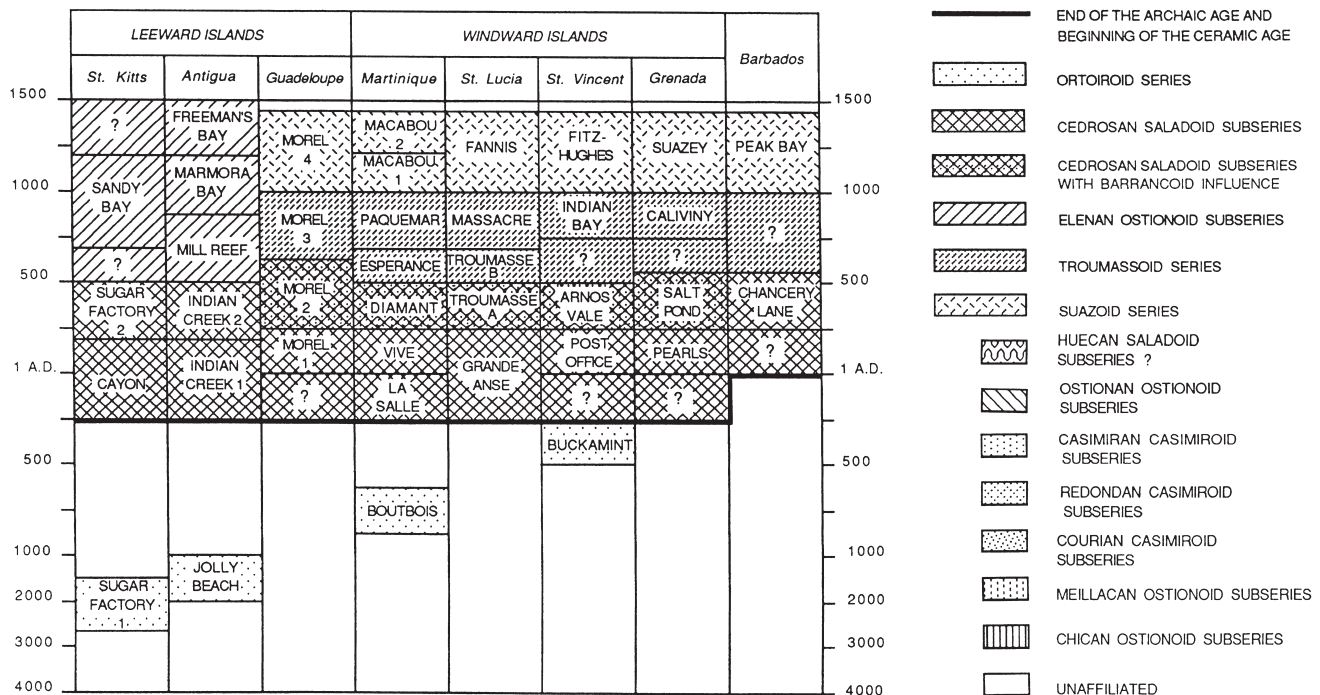 LEEWARD ISLANDS
WINDWARD ISLANDS
Barbados
St. Kitts
Antigua
Guadeloupe
Martinique
St. Lucia
St. Vincent
Grenada
1500
1000
500
1 A.D.
500
1000
2000
3000
4000
?
SANDY
BAY
?
SUGAR
FACTORY
2
CAYON
SUGAR
FACTORY
1
FREEMAN'S
BAY
MARMORA
BAY
MILL REEF
INDIAN
CREEK 2
INDIAN
CREEK 1
JOLLY
BEACH
MOREL
4
MOREL
3
MOREL
2
MOREL
1
?
MACABOU
2
MACABOU
1
PAQUEMAR
ESPERANCE
DIAMANT
VIVE
LA
SALLE
BOUTBOIS
FANNIS
MASSACRE
TROUMASSE
B
TROUMASSE
A
GRANDE
ANSE
FITZ-
HUGHES
INDIAN
BAY
?
ARNOS
VALE
POST
OFFICE
?
BUCKAMINT
SUAZEY
CALIVINY
?
SALT
POND
PEARLS
?
PEAK BAY
?
CHANCERY
LANE
?
1500
1000
500
1 A.D.
500
1000
2000
3000
4000
END OF THE ARCHAIC AGE AND
BEGINNING OF THE CERAMIC AGE
ORTOIROID SERIES
CEDROSAN SALADOID SUBSERIES
CEDROSAN SALADOID SUBSERIES
WITH BARRANCOID INFLUENCE
ELENAN OSTIONOID SUBSERIES
TROUMASSOID SERIES
SUAZOID SERIES
HUECAN SALADOID
SUBSERIES ?
OSTIONAN OSTIONOID
SUBSERIES
CASIMIRAN CASIMIROID
SUBSERIES
REDONDAN CASIMIROID
SUBSERIES
COURIAN CASIMIROID
SUBSERIES
MEILLACAN OSTIONOID SUBSERIES
CHICAN OSTIONOID SUBSERIES
UNAFFILIATED